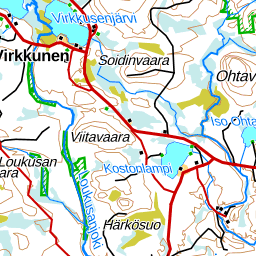 Virkkusenjärvi
Virkkunen
Soidinvaara
Ohtav
Iso Ohta
Viitavaara
Loukusan
aara
Kostonlampi
Loukusanjoki
Härkösuo